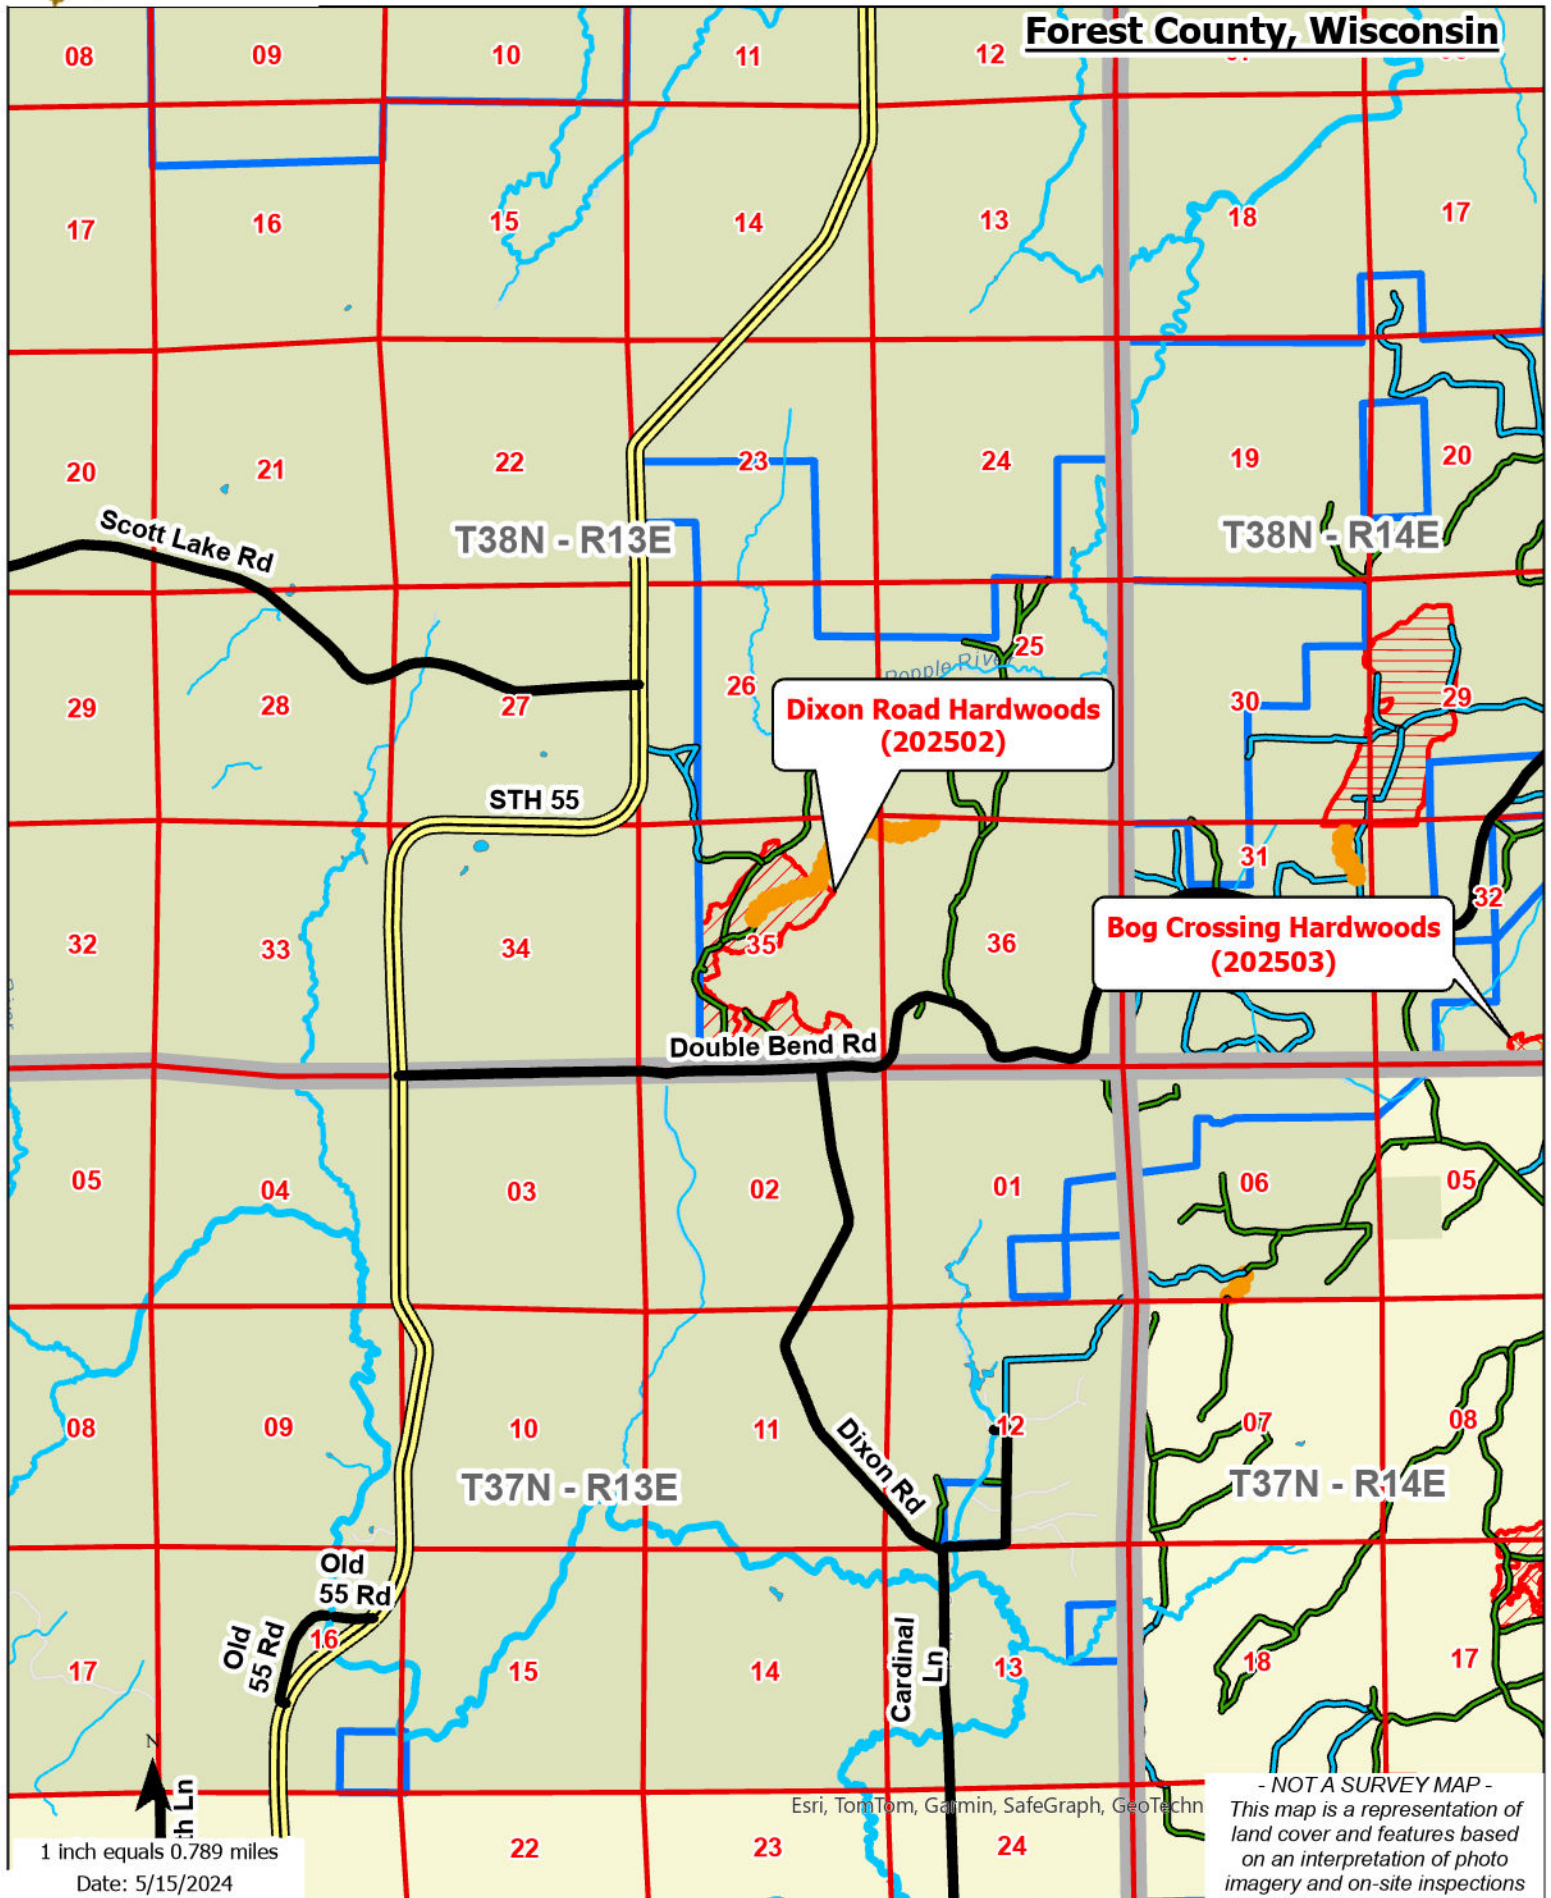 Forest County, Wisconsin
08
09
10
11
12
17
16
15
14
13
18
17
20
21
22
23
24
19
20
T38N - R13E
T38N - R14E
Scott Lake Rd
29
28
27
26
25
30
29
Popple River
Dixon Road Hardwoods
(202502)
STH 55
32
33
34
35
36
31
32
Bog Crossing Hardwoods
(202503)
Double Bend Rd
05
04
03
02
01
06
05
08
09
10
11
12
07
08
Dixon Rd
T37N - R13E
T37N - R14E
Old
55 Rd
Old
55 Rd
17
16
15
14
13
18
17
Cardinal
Ln
N
th Ln
22
23
24
Esri, TomTom, Garmin, SafeGraph, GeoTechn
1 inch equals 0.789 miles
Date: 5/15/2024
- NOT A SURVEY MAP -
This map is a representation of
land cover and features based
on an interpretation of photo
imagery and on-site inspections